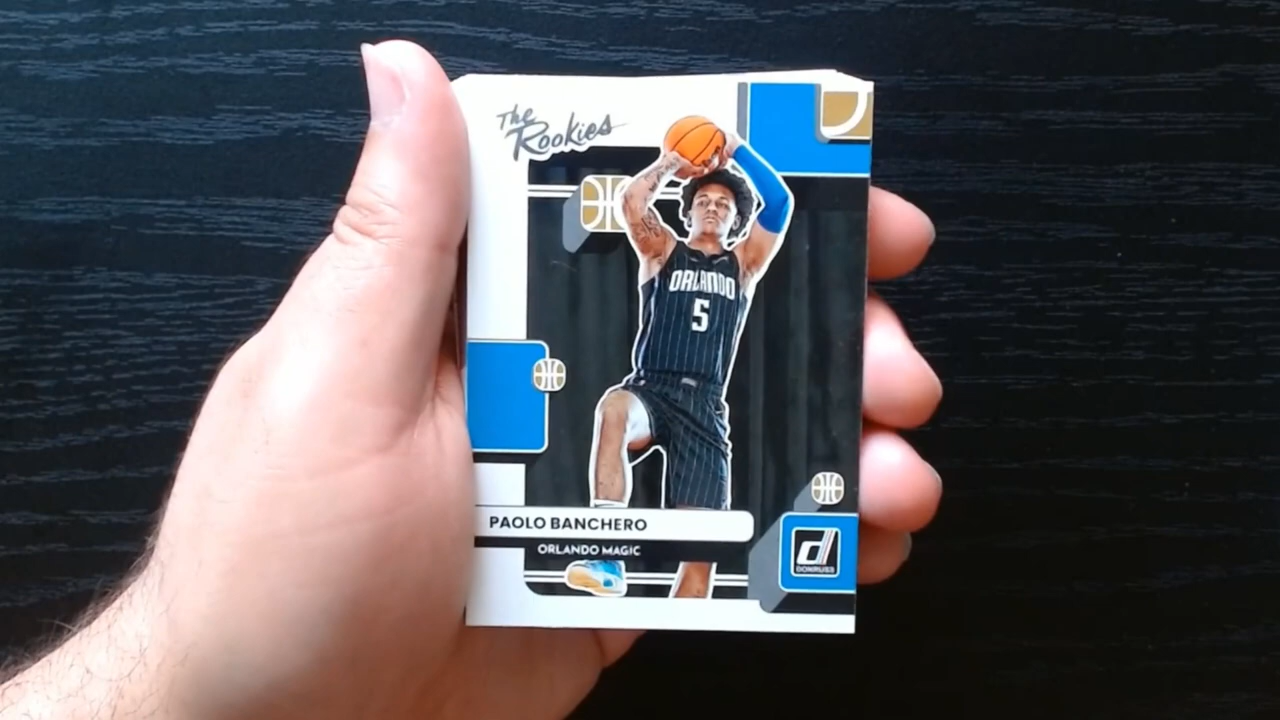 The
Rookies
ORLANDO
5
PAOLO BANCHERO
ORLANDO MAGIC
d
DONRUSS